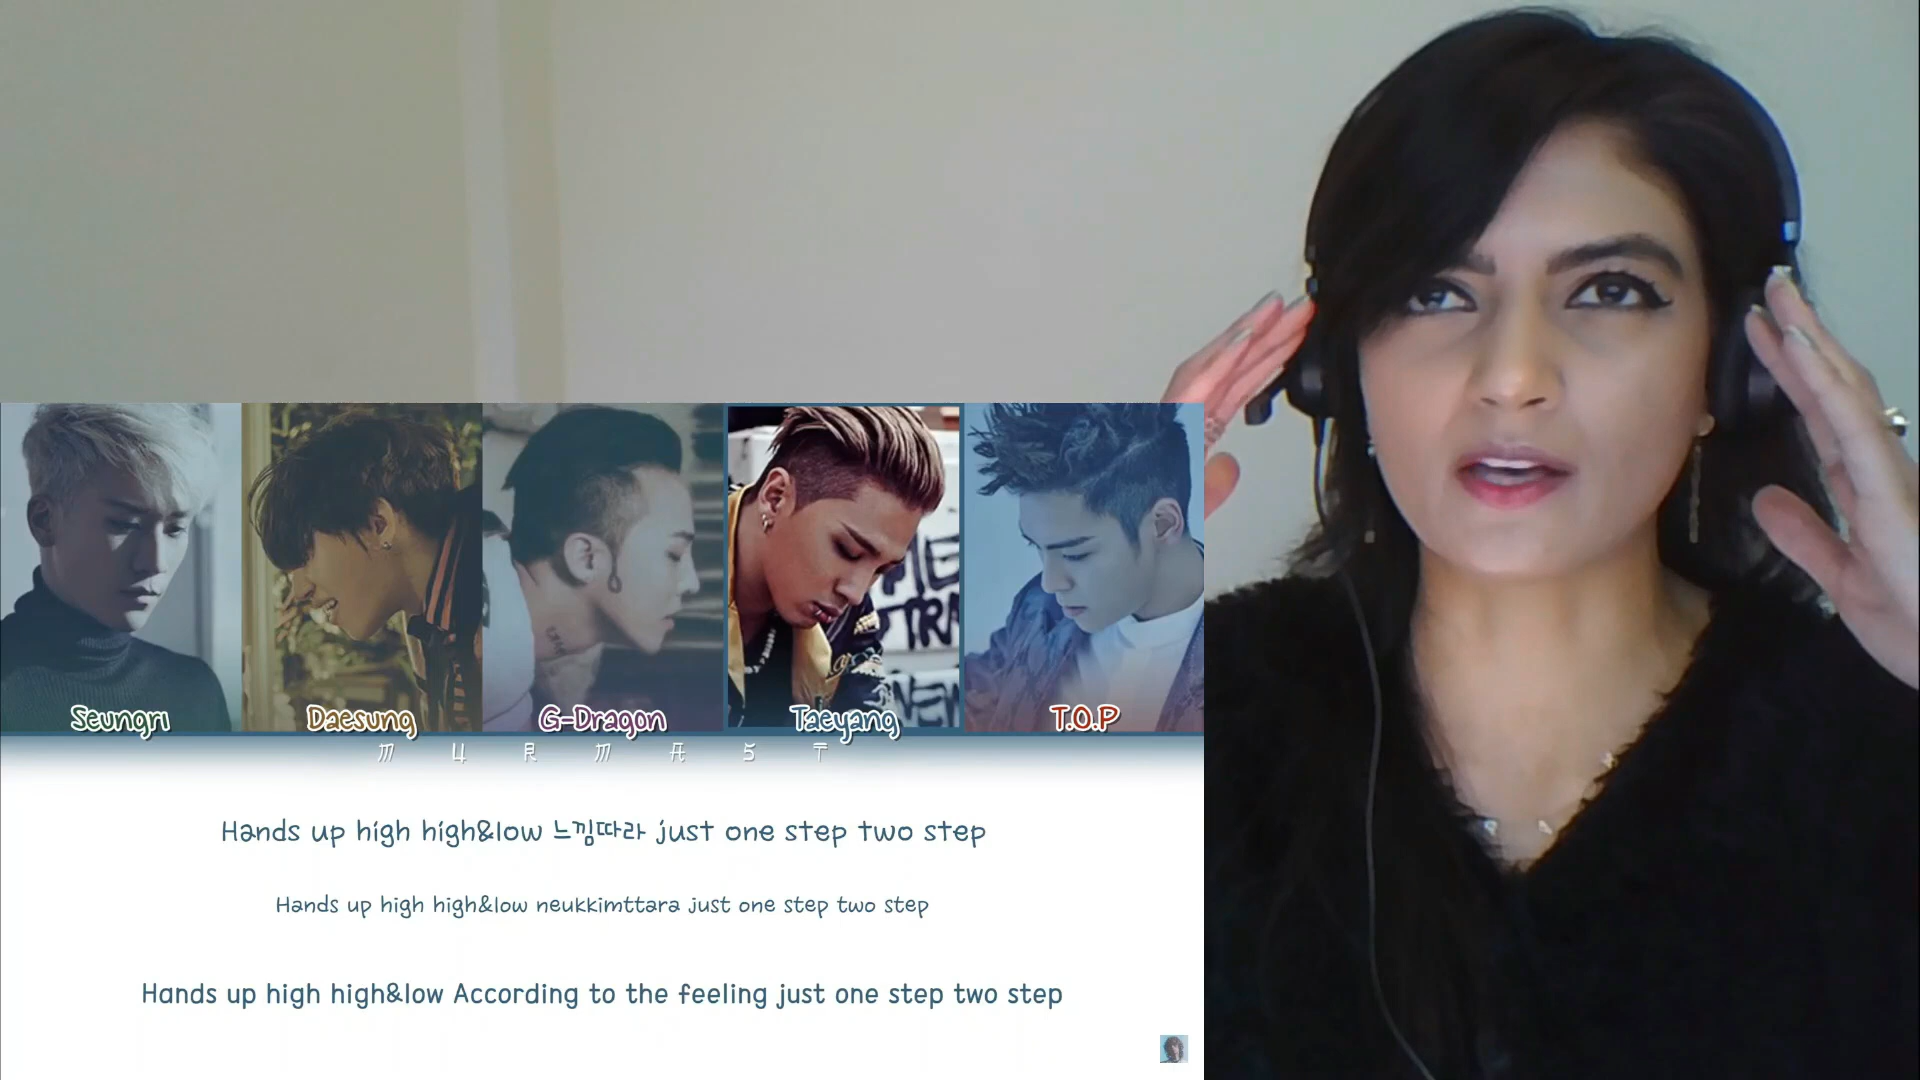 Seungri Daesung G-Dragon Taeyang T.O.P
Hands up high high&low 느낌따라 just one step two step
Hands up high high&low neukkimttara just one step two step
Hands up high high&low According to the feeling just one step two step